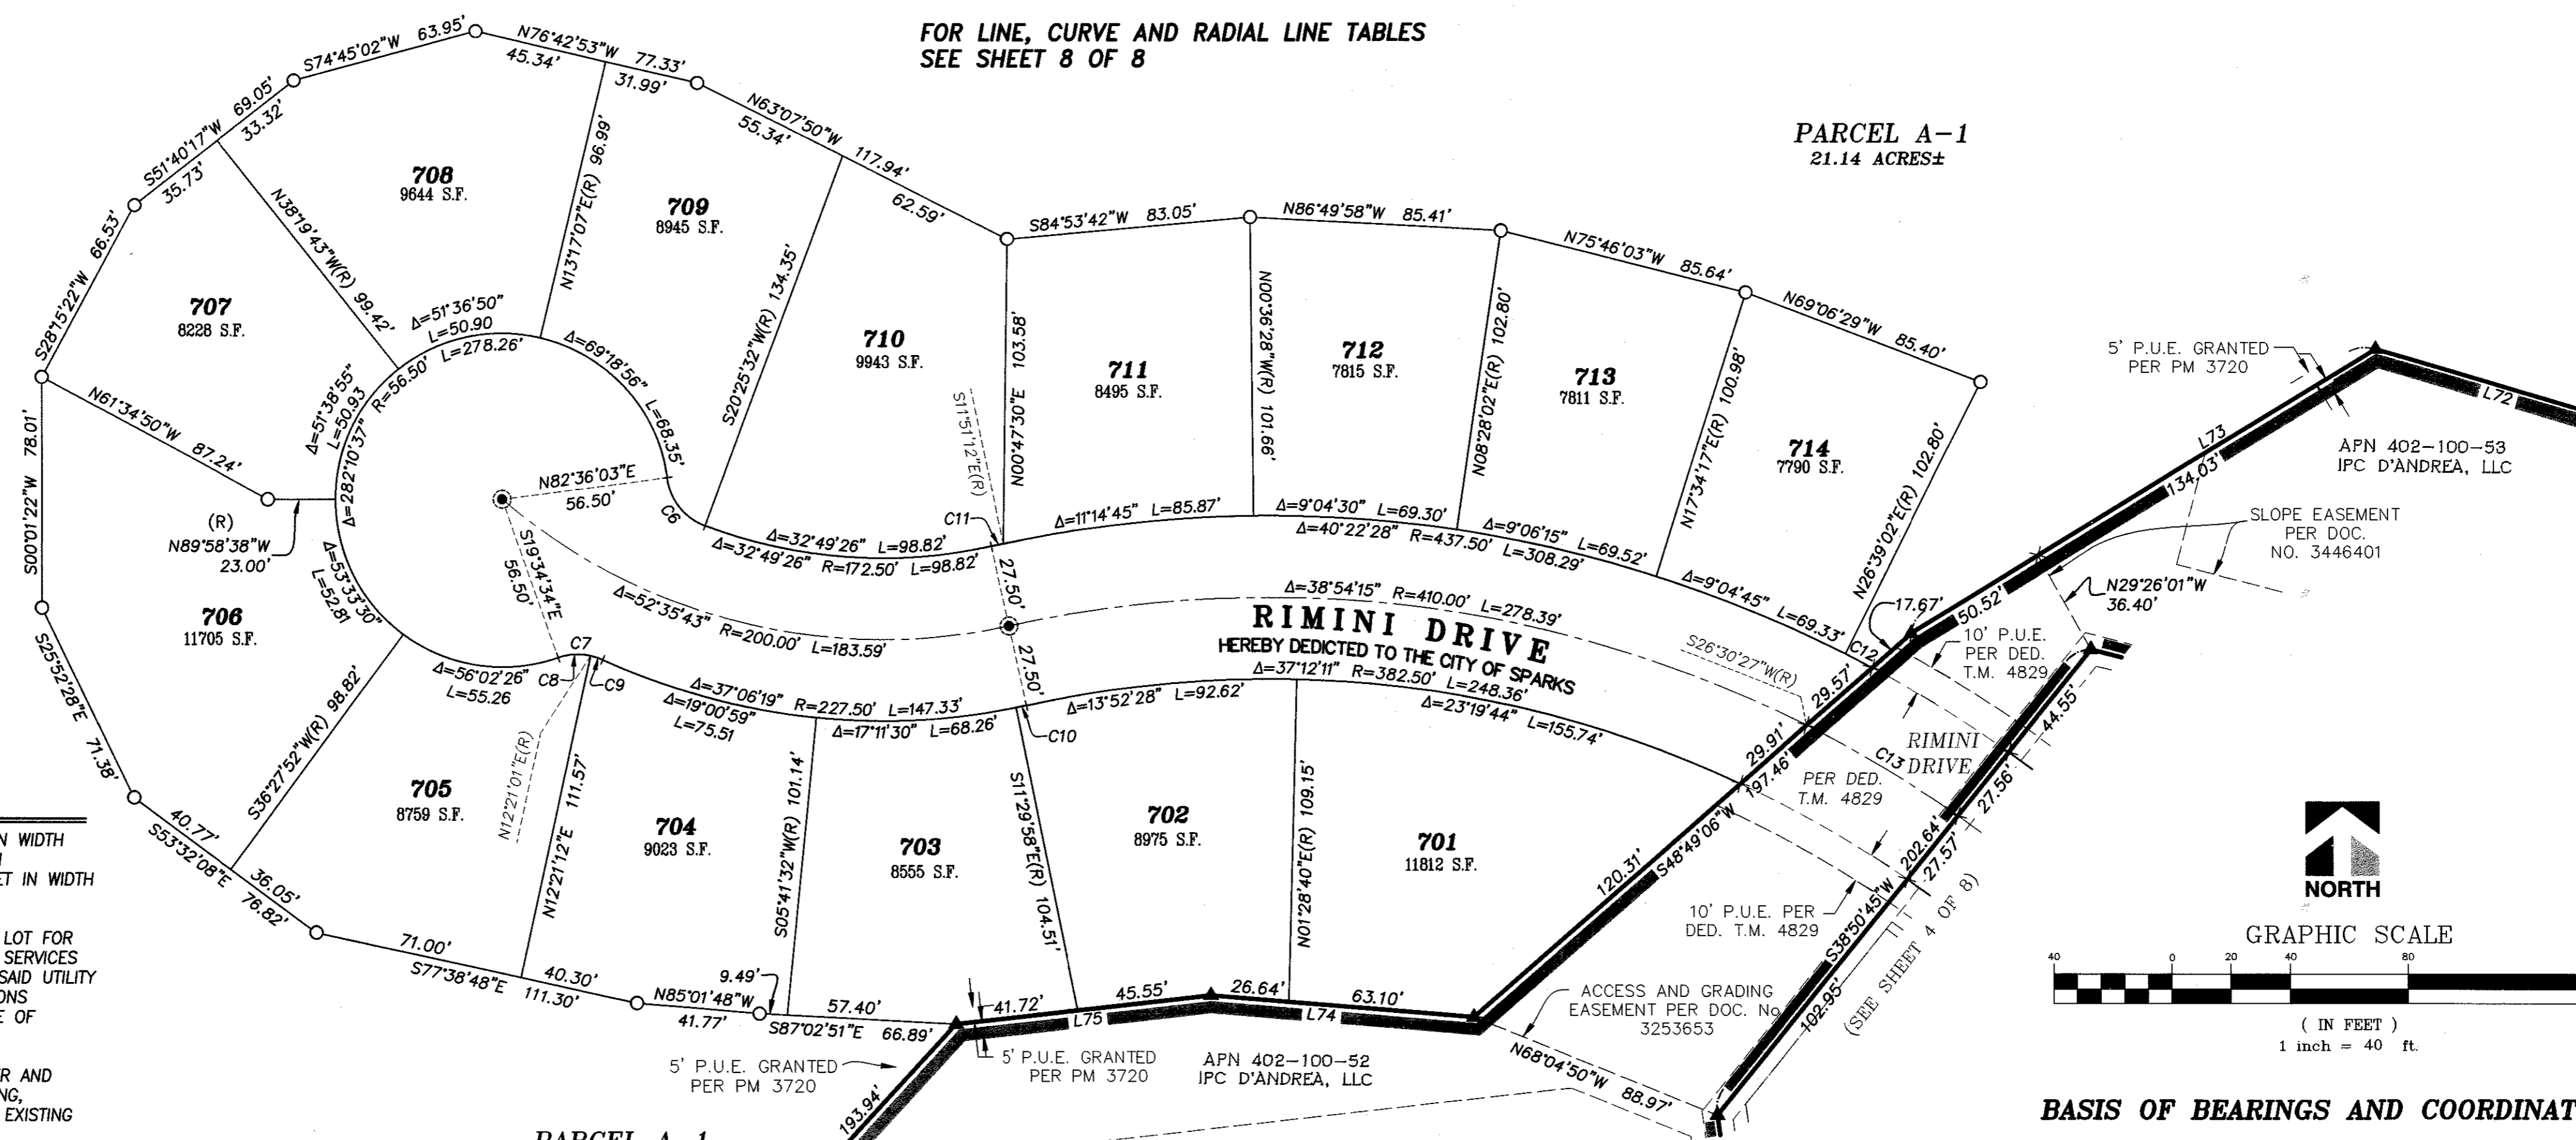 FOR LINE, CURVE AND RADIAL LINE TABLES
SEE SHEET 8 OF 8
PARCEL A-1
21.14 ACRES±
S74°45'02"W 63.95'
N76°42'53"W 77.33'
45.34'
31.99'
S51°40'17"W 69.05'
33.32'
35.73'
N63°07'50"W 117.94'
55.34'
62.59'
S84°53'42"W 83.05'
N86°49'58"W 85.41'
N75°46'03"W 85.64'
N69°06'29"W 85.40'
S28°15'22"W 66.53'
S00°01'22"W 78.01'
S25°52'28"E 71.38'
707
8228 S.F.
N38°19'43"W(R) 99.42'
708
9644 S.F.
N13°17'07"E(R) 96.99'
709
8945 S.F.
S20°25'32"W(R) 134.35'
710
9943 S.F.
S11°51'12"E(R)
N00°47'30"E 103.58'
711
8495 S.F.
N00°36'28"W(R) 101.66'
712
7815 S.F.
N08°28'02"E(R) 102.80'
713
7811 S.F.
N17°34'17"E(R) 100.98'
714
7790 S.F.
N26°39'02"E(R) 102.80'
N61°34'50"W 87.24'
(R)
N89°58'38"W
23.00'
Δ=51°36'50"
L=50.90
Δ=51°38'55"
L=50.93
Δ=282°10'37" R=56.50' L=278.26'
Δ=69°18'56" L=68.35'
Δ=53°33'30"
L=52.81
N82°36'03"E
56.50'
S19°34'34"E
56.50'
C6
C7
C8
C9
C10
C11
C12
C13
Δ=32°49'26" L=98.82'
Δ=32°49'26" R=172.50' L=98.82'
Δ=11°14'45" L=85.87'
Δ=9°04'30" L=69.30'
Δ=40°22'28" R=437.50' L=308.29'
Δ=9°06'15" L=69.52'
Δ=9°04'45" L=69.33'
27.50'
27.50'
Δ=52°35'43" R=200.00' L=183.59'
Δ=38°54'15" R=410.00' L=278.39'
RIMINI DRIVE
HEREBY DEDICTED TO THE CITY OF SPARKS
S26°30'27"W(R)
Δ=37°12'11" R=382.50' L=248.36'
Δ=13°52'28" L=92.62'
Δ=23°19'44" L=155.74'
Δ=37°06'19" R=227.50' L=147.33'
Δ=19°00'59"
L=75.51
Δ=17°11'30" L=68.26'
Δ=56°02'26"
L=55.26
706
11705 S.F.
S36°27'52"W(R) 98.82'
705
8759 S.F.
N12°21'01"E(R)
N12°21'12"E 111.57'
704
9023 S.F.
S05°41'32"W(R) 101.14'
703
8555 S.F.
S11°29'58"E(R) 104.51'
702
8975 S.F.
N01°28'40"E(R) 109.15'
701
11812 S.F.
40.77'
S53°32'08"E 76.82'
36.05'
71.00'
S77°38'48"E 111.30'
40.30'
N85°01'48"W
41.77'
9.49'
57.40'
S87°02'51"E 66.89'
41.72'
L75
45.55'
26.64'
L74
63.10'
193.94'
5' P.U.E. GRANTED
PER PM 3720
5' P.U.E. GRANTED
PER PM 3720
APN 402-100-52
IPC D'ANDREA, LLC
120.31'
S48°49'06"W 197.46'
29.91'
29.57'
17.67'
50.52'
134.03'
L73
L72
5' P.U.E. GRANTED
PER PM 3720
APN 402-100-53
IPC D'ANDREA, LLC
SLOPE EASEMENT
PER DOC.
NO. 3446401
N29°26'01"W
36.40'
10' P.U.E.
PER DED.
T.M. 4829
44.55'
27.56'
27.57'
RIMINI
DRIVE
PER DED.
T.M. 4829
10' P.U.E. PER
DED. T.M. 4829
S38°50'45"W 202.64'
102.95'
(SEE SHEET 4 OF 8)
ACCESS AND GRADING
EASEMENT PER DOC. No
3253653
N68°04'50"W 88.97'
NORTH
GRAPHIC SCALE
40 0 20 40 80
( IN FEET )
1 inch = 40 ft.
BASIS OF BEARINGS AND COORDINAT
N WIDTH
ET IN WIDTH
LOT FOR
SERVICES
SAID UTILITY
ONS
E OF
R AND
NG,
EXISTING
PARCEL A-1